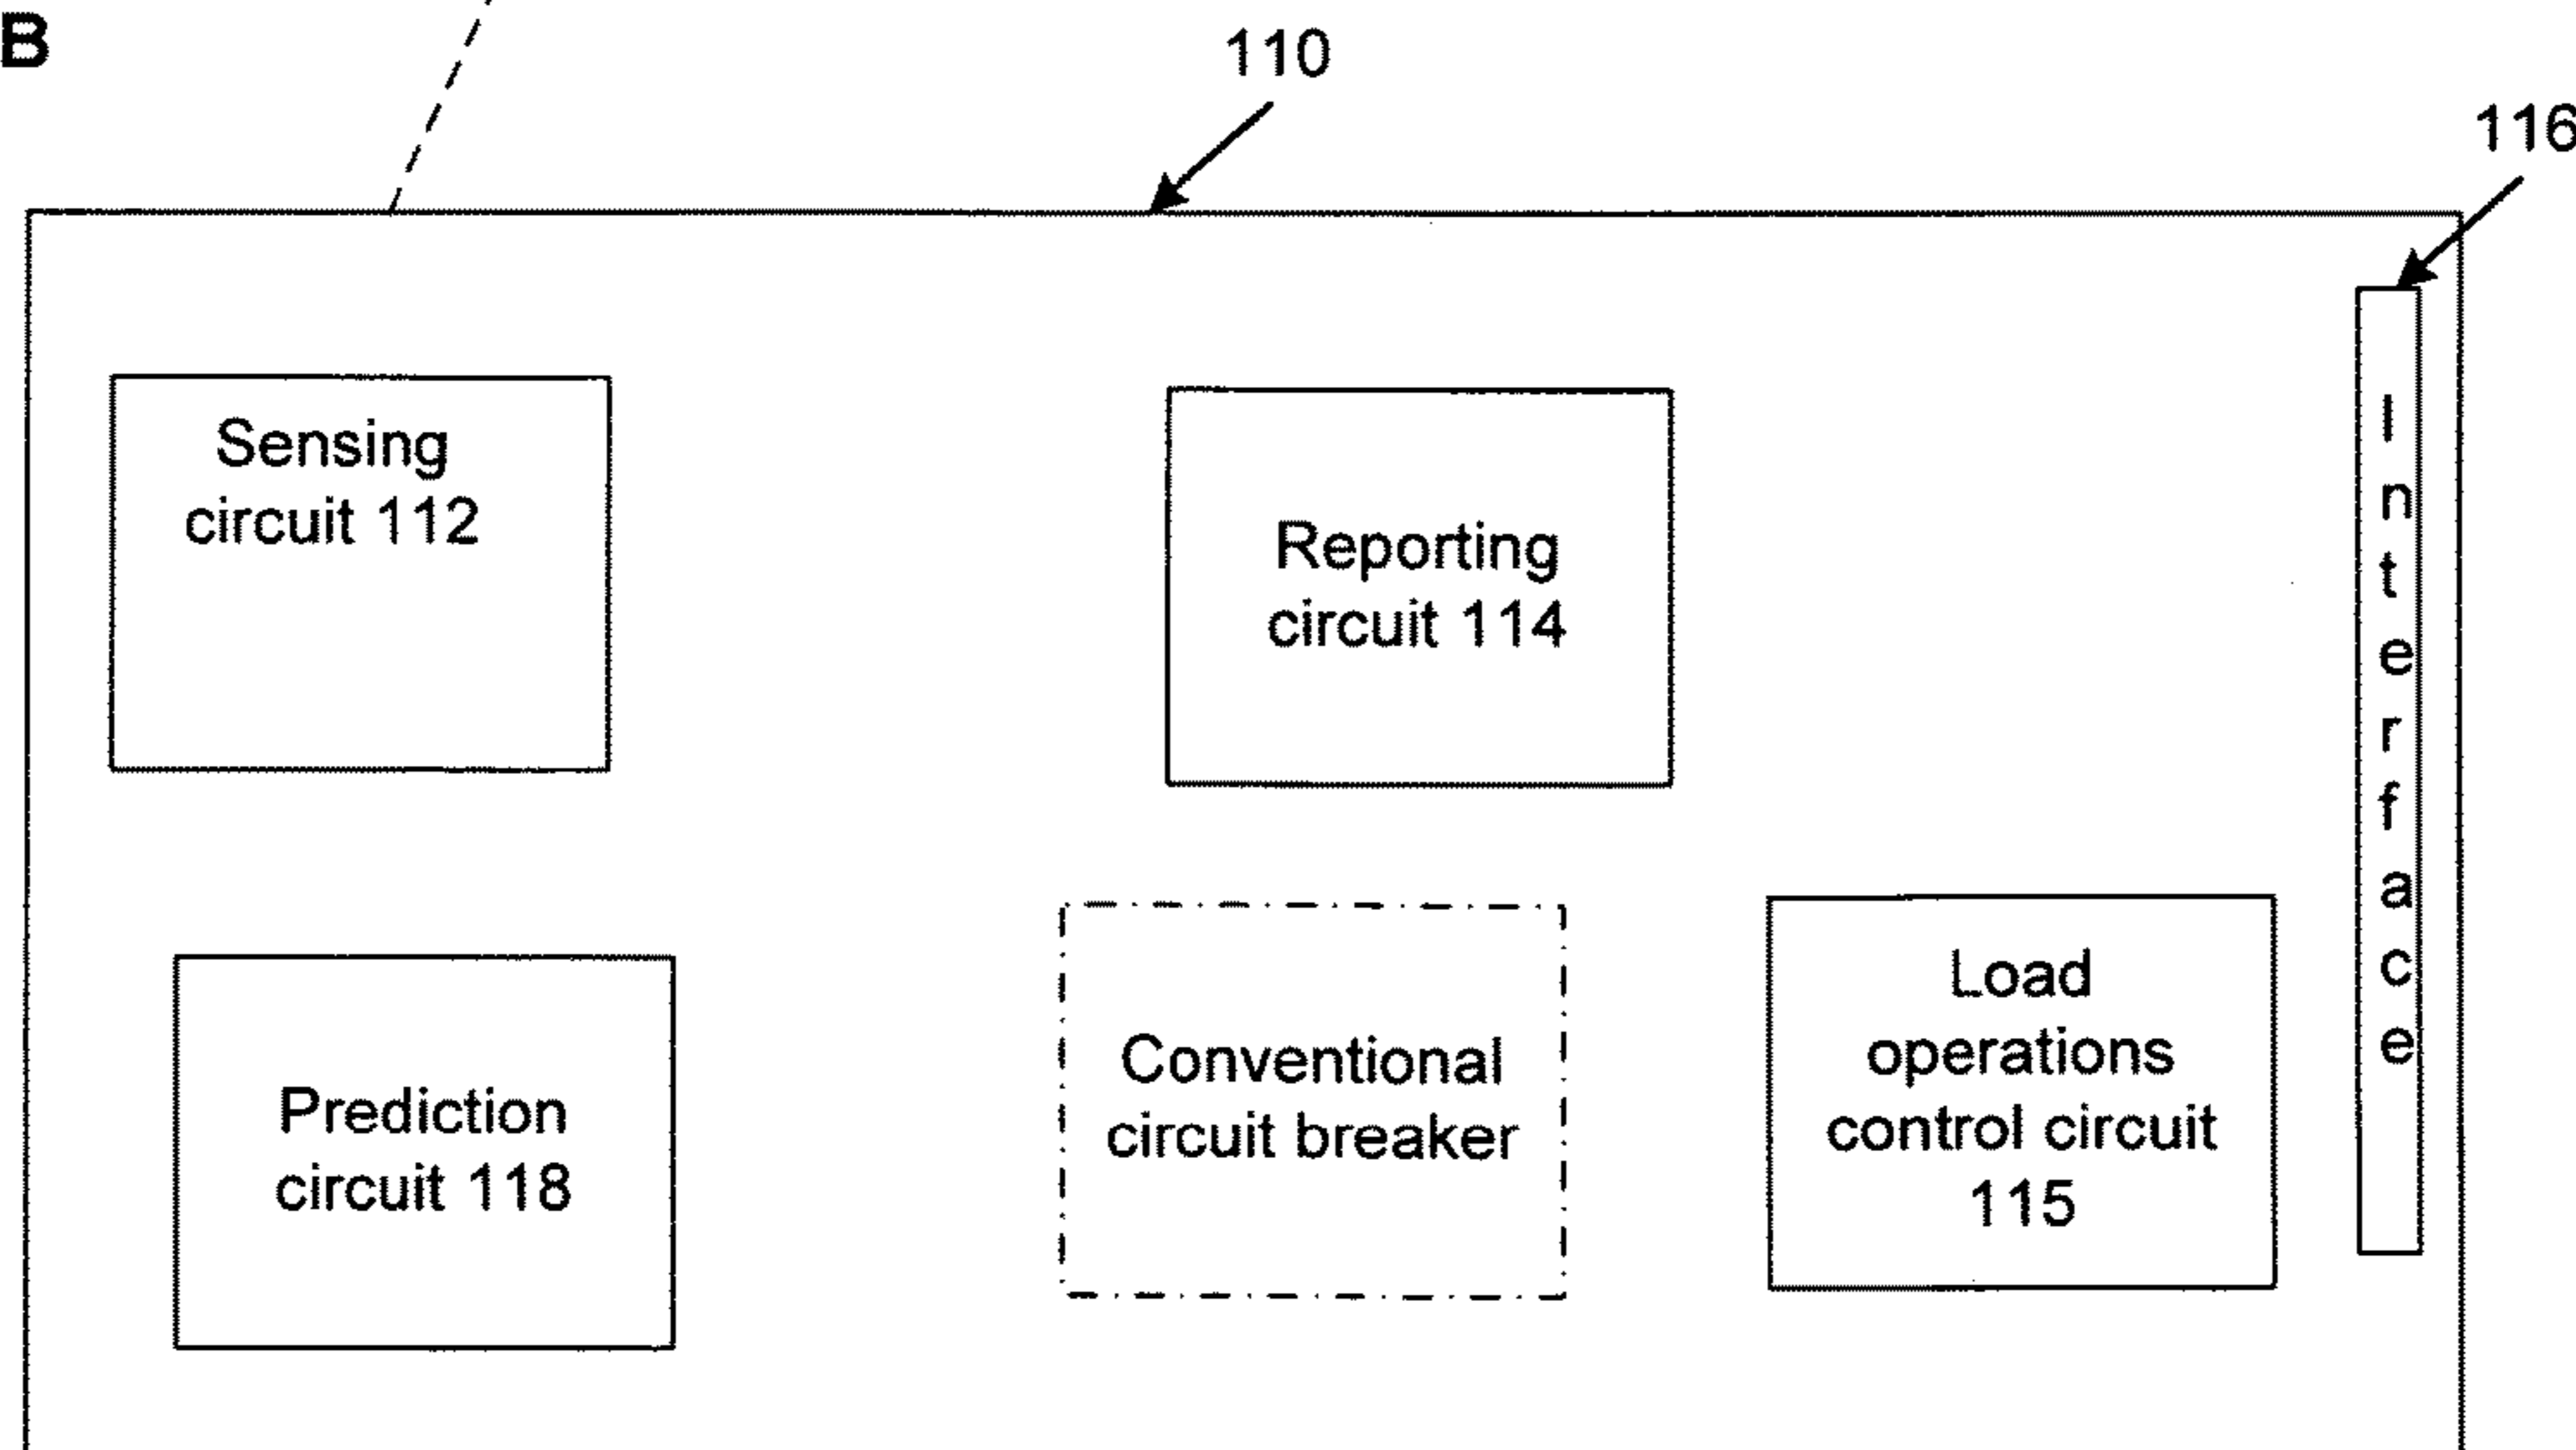 B
110
116
Sensing
circuit 112
Reporting
circuit 114
Interface
Prediction
circuit 118
Conventional
circuit breaker
Load
operations
control circuit
115